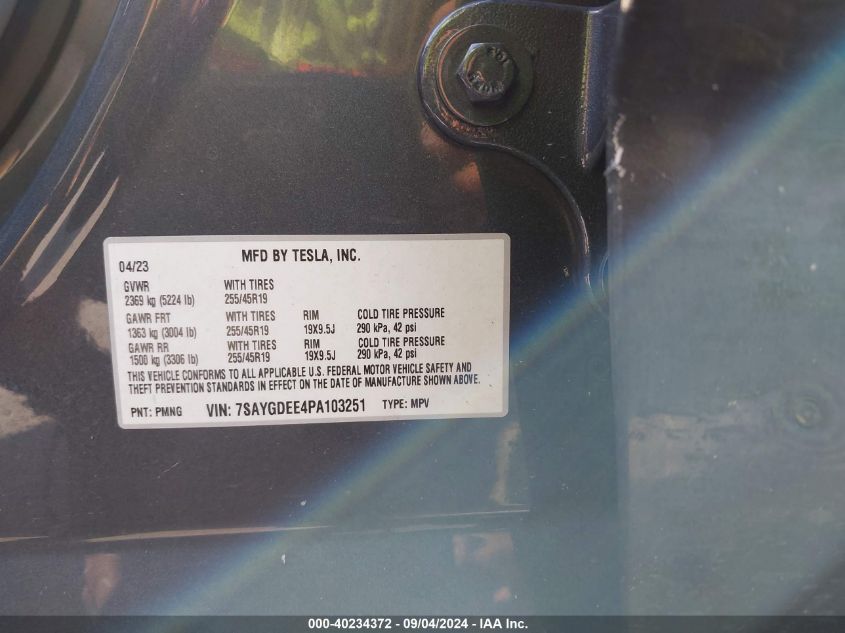 MFD BY TESLA, INC.
04/23
GVWR WITH TIRES
2369 kg (5224 lb) 255/45R19
GAWR FRT WITH TIRES RIM COLD TIRE PRESSURE
1363 kg (3004 lb) 255/45R19 19X9.5J 290 kPa, 42 psi
GAWR RR WITH TIRES RIM COLD TIRE PRESSURE
1500 kg (3306 lb) 255/45R19 19X9.5J 290 kPa, 42 psi
THIS VEHICLE CONFORMS TO ALL APPLICABLE U.S. FEDERAL MOTOR VEHICLE SAFETY AND
THEFT PREVENTION STANDARDS IN EFFECT ON THE DATE OF MANUFACTURE SHOWN ABOVE.
PNT: PMNG VIN: 7SAYGDEE4PA103251 TYPE: MPV
000-40234372 - 09/04/2024 - IAA Inc.